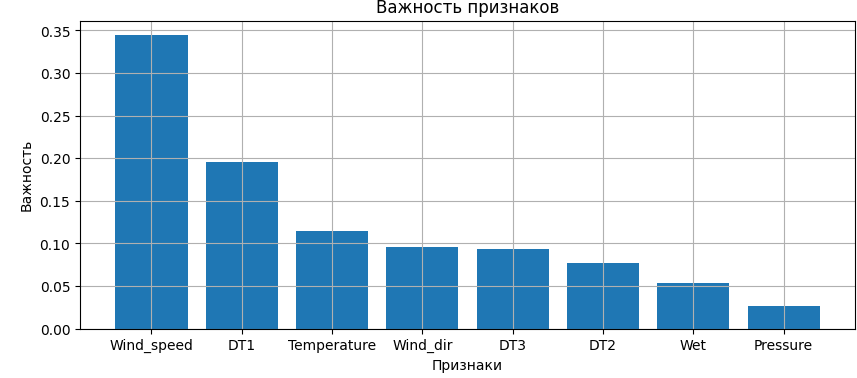 Важность признаков
Важность
0.35
0.30
0.25
0.20
0.15
0.10
0.05
0.00
Wind_speed DT1 Temperature Wind_dir DT3 DT2 Wet Pressure
Признаки